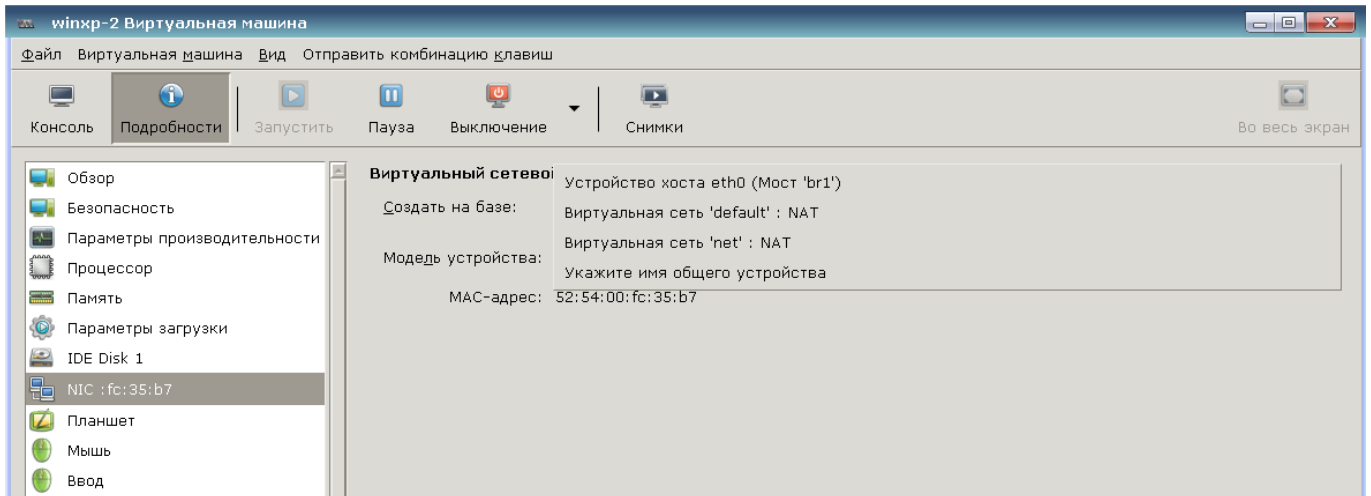 winxp-2 Виртуальная машина
Файл Виртуальная машина Вид Отправить комбинацию клавиш
Консоль Подробности Запустить Пауза Выключение Снимки Во весь экран
Обзор
Безопасность
Параметры производительности
Процессор
Память
Параметры загрузки
IDE Disk 1
NIC :fc:35:b7
Планшет
Мышь
Ввод
Виртуальный сетевой
Создать на базе:
Устройство хоста eth0 (Мост 'br1')
Виртуальная сеть 'default' : NAT
Виртуальная сеть 'net' : NAT
Укажите имя общего устройства
Модель устройства:
MAC-адрес: 52:54:00:fc:35:b7